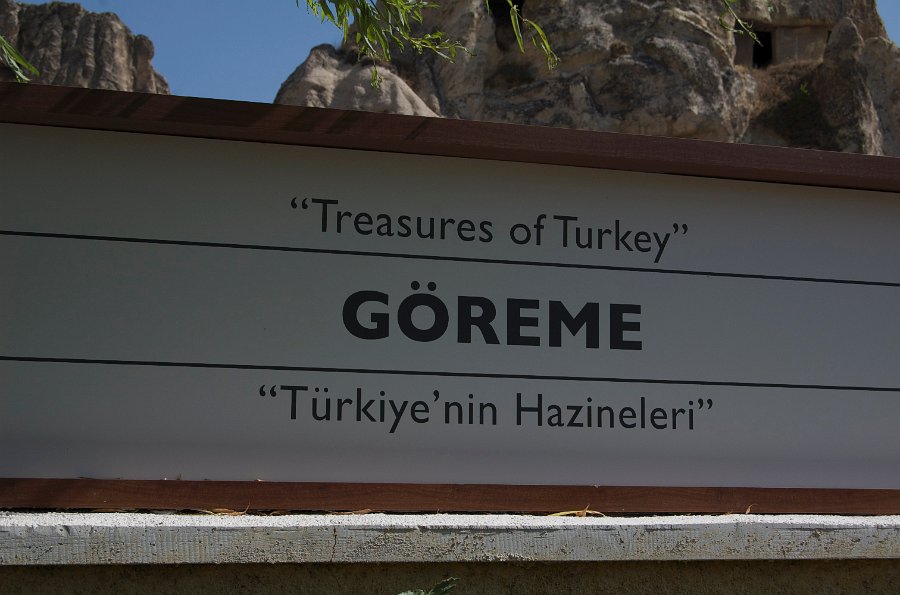 “Treasures of Turkey”
GÖREME
“Türkiye’nin Hazineleri”